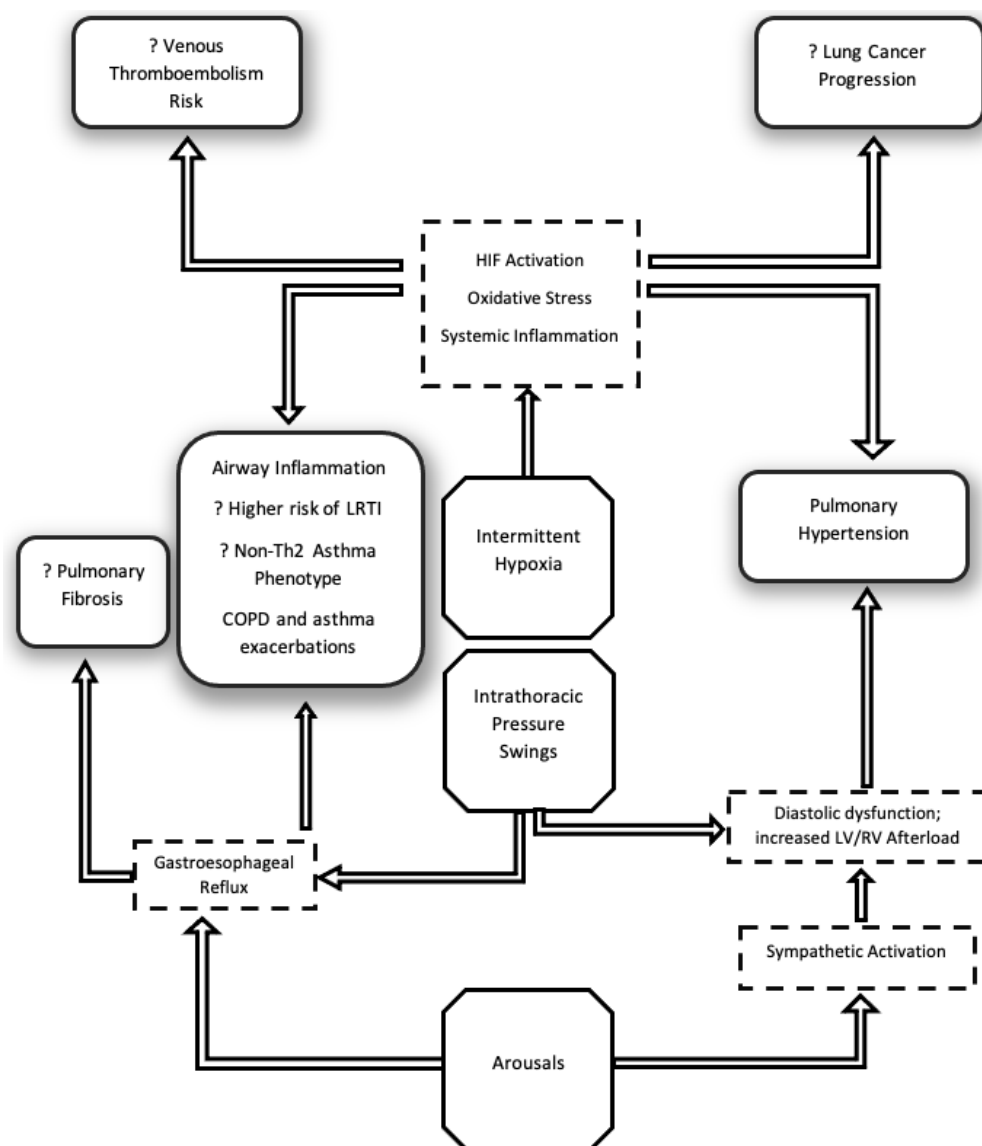 ? Venous
Thromboembolism
Risk
? Lung Cancer
Progression
HIF Activation
Oxidative Stress
Systemic Inflammation
Airway Inflammation
? Higher risk of LRTI
? Non-Th2 Asthma
Phenotype
COPD and asthma
exacerbations
? Pulmonary
Fibrosis
Intermittent
Hypoxia
Pulmonary
Hypertension
Intrathoracic
Pressure
Swings
Diastolic dysfunction;
increased LV/RV Afterload
Gastroesophageal
Reflux
Sympathetic Activation
Arousals